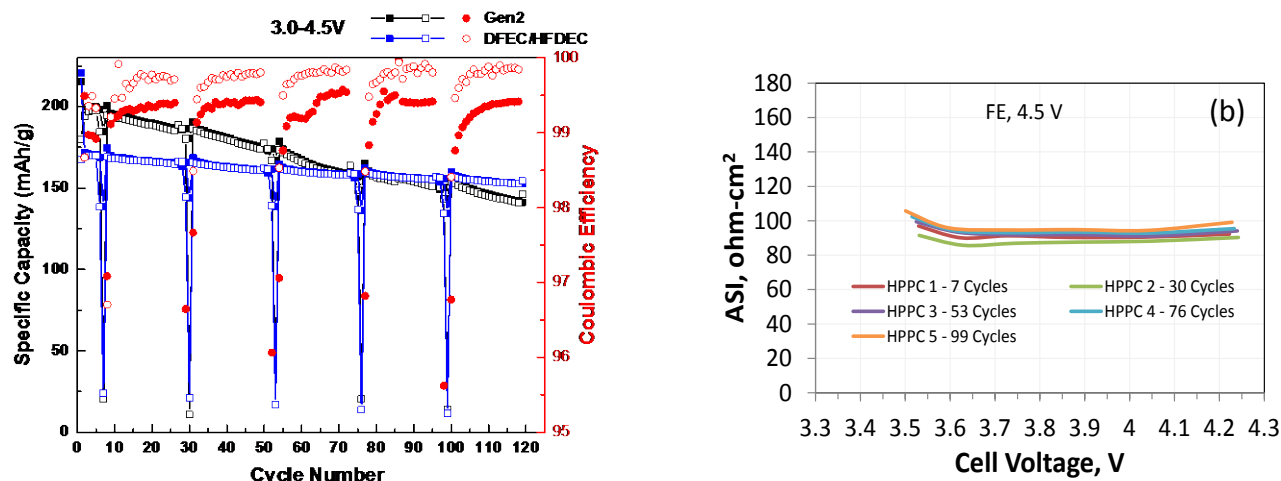 3.0-4.5V
Gen2
DFEC/HFDEC
Specific Capacity (mAh/g)
200
150
100
50
0
0 10 20 30 40 50 60 70 80 90 100 110 120
Cycle Number
100
99
98
97
96
95
Coulombic Efficiency
(b)
FE, 4.5 V
ASI, ohm-cm2
180
160
140
120
100
80
60
40
20
0
HPPC 1 - 7 Cycles
HPPC 2 - 30 Cycles
HPPC 3 - 53 Cycles
HPPC 4 - 76 Cycles
HPPC 5 - 99 Cycles
3.3 3.4 3.5 3.6 3.7 3.8 3.9 4 4.1 4.2 4.3
Cell Voltage, V